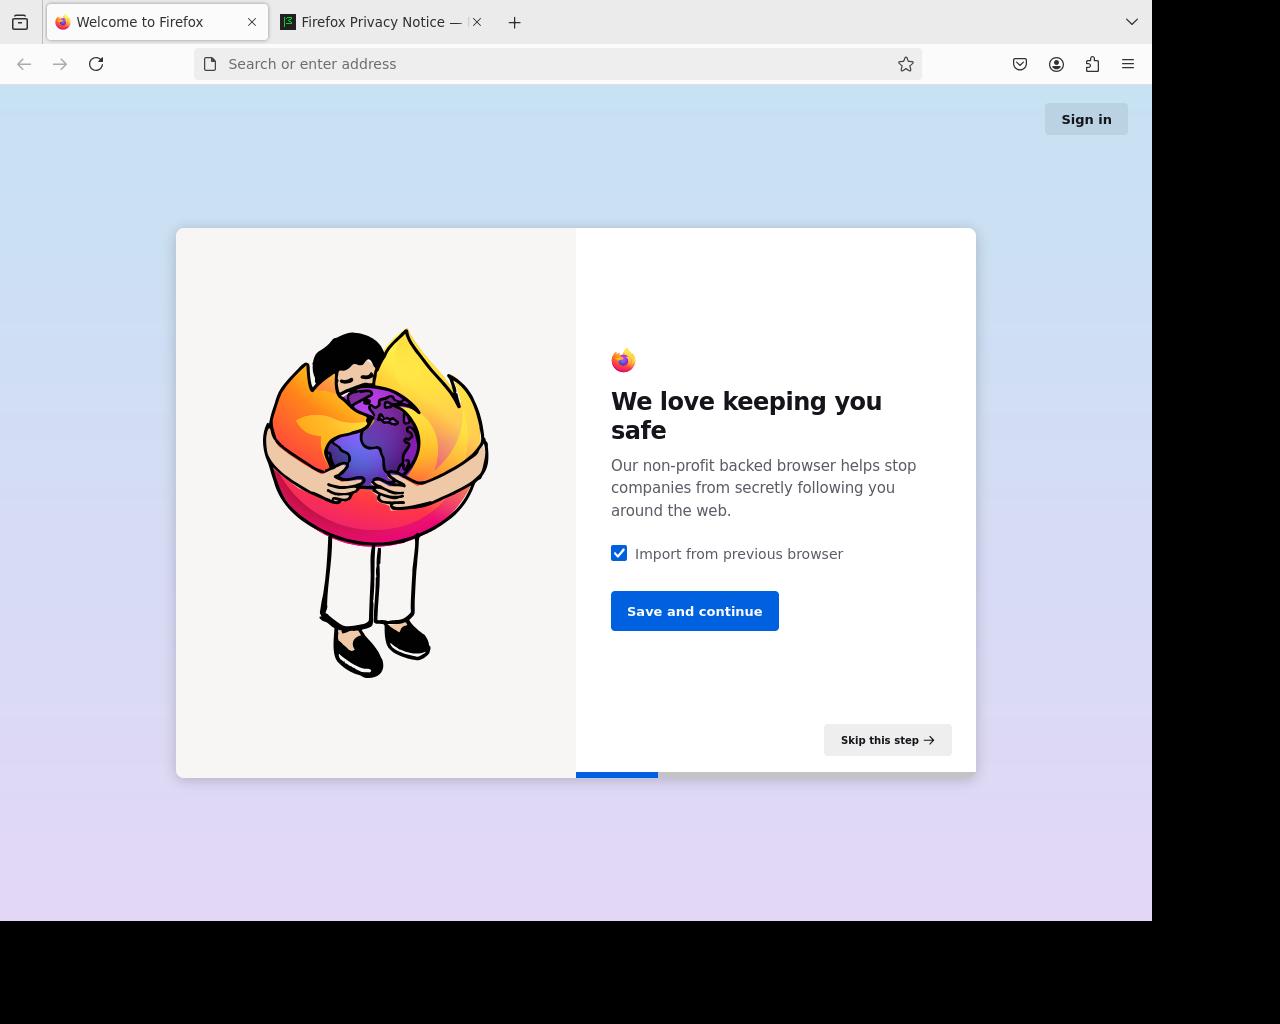 Welcome to Firefox
Firefox Privacy Notice —
Search or enter address
Sign in
We love keeping you
safe
Our non-profit backed browser helps stop
companies from secretly following you
around the web.
Import from previous browser
Save and continue
Skip this step